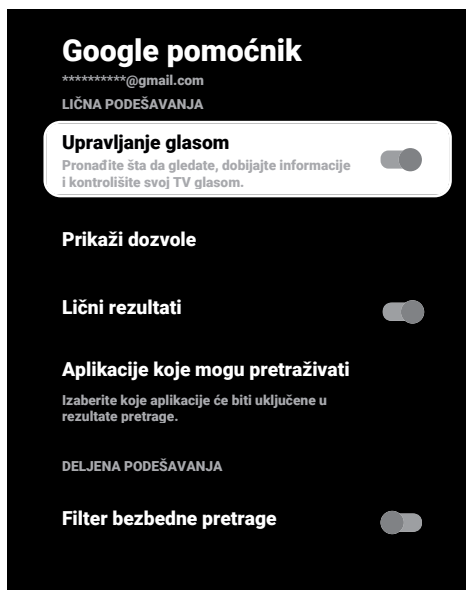 Google pomoćnik
**********@gmail.com
LIČNA PODEŠAVANJA
Upravljanje glasom
Pronađite šta da gledate, dobijajte informacije
i kontrolišite svoj TV glasom.
Prikaži dozvole
Lični rezultati
Aplikacije koje mogu pretraživati
Izaberite koje aplikacije će biti uključene u
rezultate pretrage.
DELJENA PODEŠAVANJA
Filter bezbedne pretrage